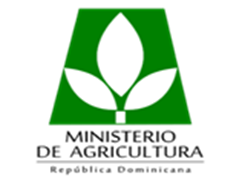 MINISTERIO
DE AGRICULTURA
República Dominicana